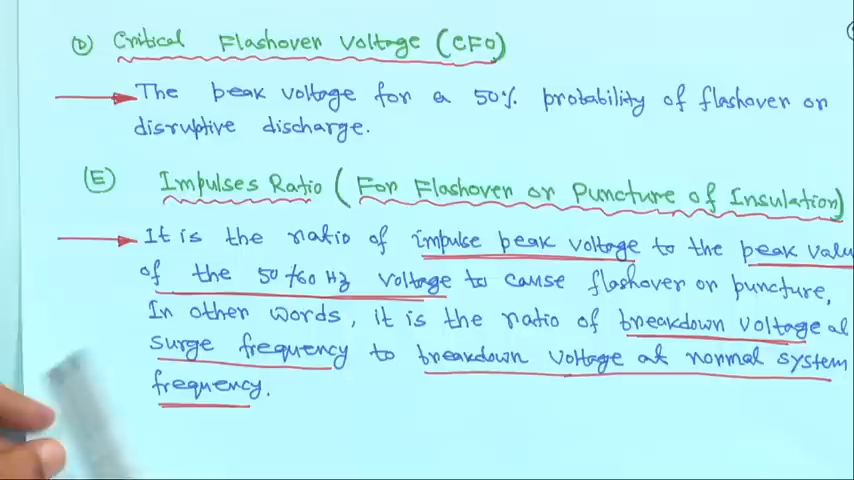 (D) Critical Flashover Voltage (CFO)
The peak voltage for a 50% probability of flashover or
disruptive discharge.
(E) Impulses Ratio (For Flashover or Puncture of Insulation)
It is the ratio of impulse peak voltage to the peak value
of the 50/60 Hz voltage to cause flashover or puncture,
In other words, it is the ratio of breakdown voltage at
surge frequency to breakdown voltage at normal system
frequency.